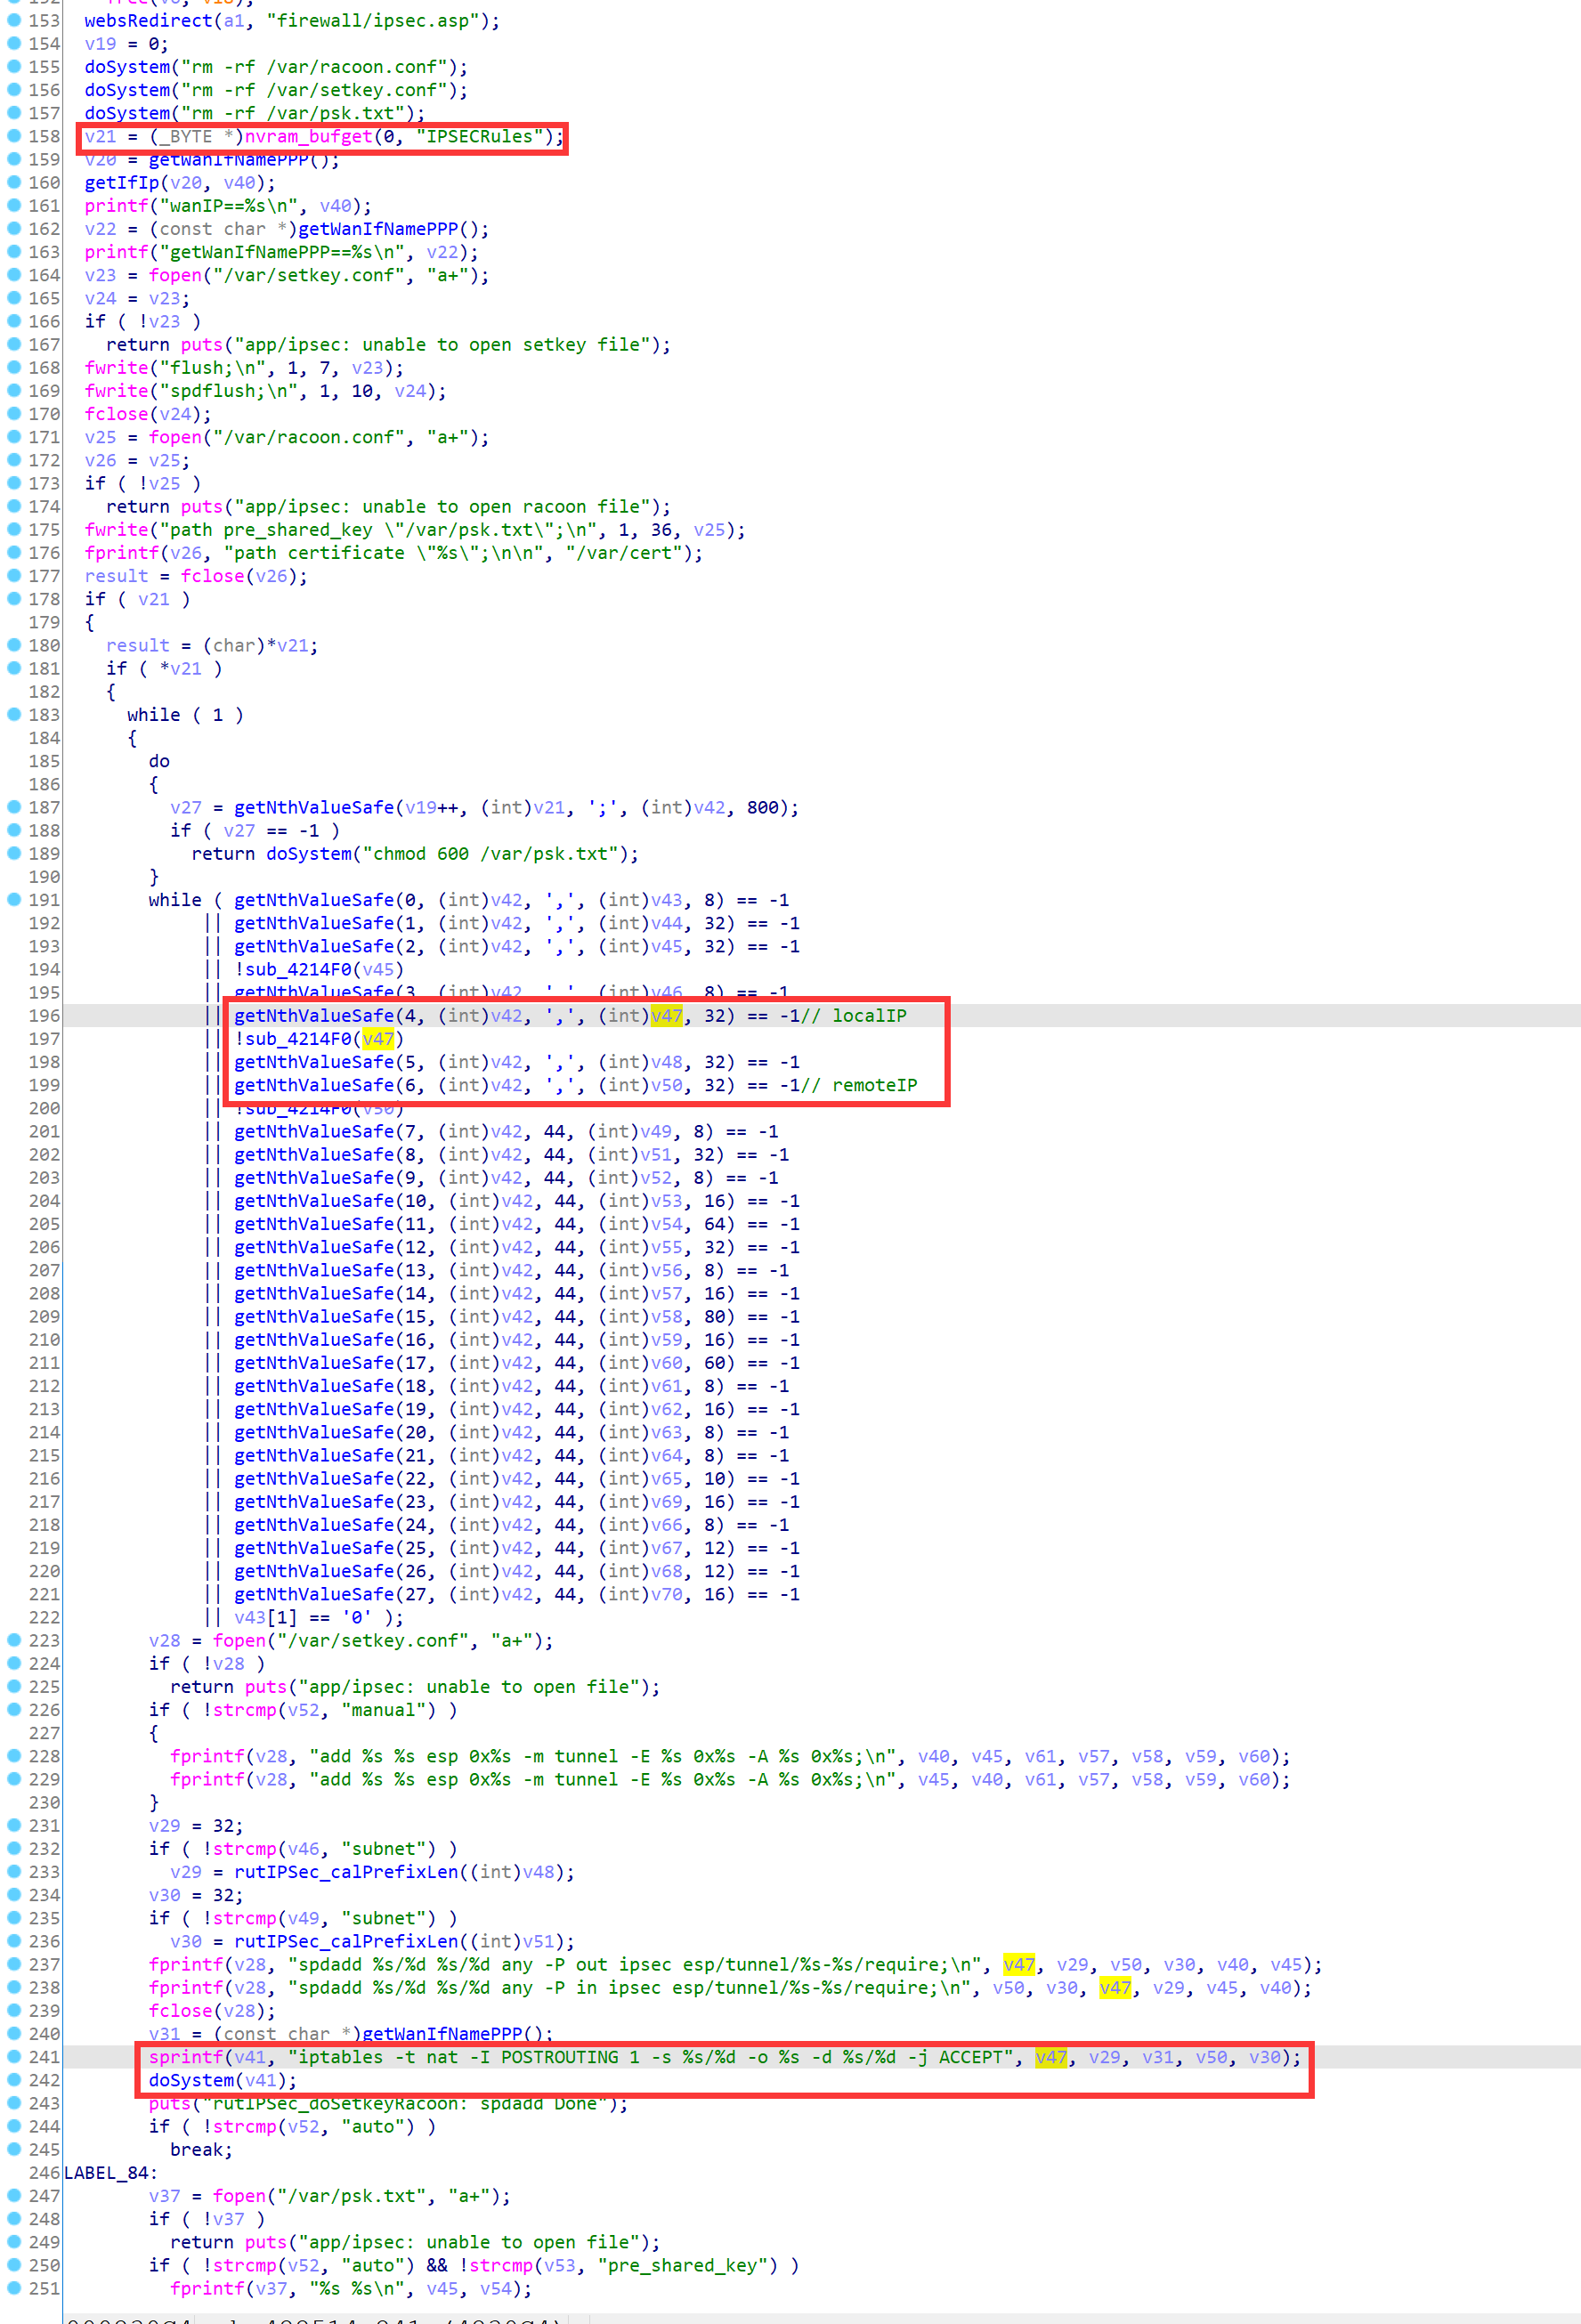 153 websRedirect(a1, "firewall/ipsec.asp");
154 v19 = 0;
155 doSystem("rm -rf /var/racoon.conf");
156 doSystem("rm -rf /var/setkey.conf");
157 doSystem("rm -rf /var/psk.txt");
158 v21 = (_BYTE *)nvram_bufget(0, "IPSECRules");
159 v20 = getWanIfNamePPP();
160 getIfIp(v20, v40);
161 printf("wanIP==%s\n", v40);
162 v22 = (const char *)getWanIfNamePPP();
163 printf("getWanIfNamePPP==%s\n", v22);
164 v23 = fopen("/var/setkey.conf", "a+");
165 v24 = v23;
166 if ( !v23 )
167 return puts("app/ipsec: unable to open setkey file");
168 fwrite("flush;\n", 1, 7, v23);
169 fwrite("spdflush;\n", 1, 10, v24);
170 fclose(v24);
171 v25 = fopen("/var/racoon.conf", "a+");
172 v26 = v25;
173 if ( !v25 )
174 return puts("app/ipsec: unable to open racoon file");
175 fwrite("path pre_shared_key \"/var/psk.txt\";\n", 1, 36, v25);
176 fprintf(v26, "path certificate \"%s\";\n\n", "/var/cert");
177 result = fclose(v26);
178 if ( v21 )
179 {
180 result = (char)*v21;
181 if ( *v21 )
182 {
183 while ( 1 )
184 {
185 do
186 {
187 v27 = getNthValueSafe(v19++, (int)v21, ';', (int)v42, 800);
188 if ( v27 == -1 )
189 return doSystem("chmod 600 /var/psk.txt");
190 }
191 while ( getNthValueSafe(0, (int)v42, ',', (int)v43, 8) == -1
192 || getNthValueSafe(1, (int)v42, ',', (int)v44, 32) == -1
193 || getNthValueSafe(2, (int)v42, ',', (int)v45, 32) == -1
194 || !sub_4214F0(v45)
195 || getNthValueSafe(3, (int)v42, ',', (int)v46, 8) == -1
196 || getNthValueSafe(4, (int)v42, ',', (int)v47, 32) == -1// localIP
197 || !sub_4214F0(v47)
198 || getNthValueSafe(5, (int)v42, ',', (int)v48, 32) == -1
199 || getNthValueSafe(6, (int)v42, ',', (int)v50, 32) == -1// remoteIP
200 || !sub_4214F0(v50)
201 || getNthValueSafe(7, (int)v42, 44, (int)v49, 8) == -1
202 || getNthValueSafe(8, (int)v42, 44, (int)v51, 32) == -1
203 || getNthValueSafe(9, (int)v42, 44, (int)v52, 8) == -1
204 || getNthValueSafe(10, (int)v42, 44, (int)v53, 16) == -1
205 || getNthValueSafe(11, (int)v42, 44, (int)v54, 64) == -1
206 || getNthValueSafe(12, (int)v42, 44, (int)v55, 32) == -1
207 || getNthValueSafe(13, (int)v42, 44, (int)v56, 8) == -1
208 || getNthValueSafe(14, (int)v42, 44, (int)v57, 16) == -1
209 || getNthValueSafe(15, (int)v42, 44, (int)v58, 80) == -1
210 || getNthValueSafe(16, (int)v42, 44, (int)v59, 16) == -1
211 || getNthValueSafe(17, (int)v42, 44, (int)v60, 60) == -1
212 || getNthValueSafe(18, (int)v42, 44, (int)v61, 8) == -1
213 || getNthValueSafe(19, (int)v42, 44, (int)v62, 16) == -1
214 || getNthValueSafe(20, (int)v42, 44, (int)v63, 8) == -1
215 || getNthValueSafe(21, (int)v42, 44, (int)v64, 8) == -1
216 || getNthValueSafe(22, (int)v42, 44, (int)v65, 10) == -1
217 || getNthValueSafe(23, (int)v42, 44, (int)v69, 16) == -1
218 || getNthValueSafe(24, (int)v42, 44, (int)v66, 8) == -1
219 || getNthValueSafe(25, (int)v42, 44, (int)v67, 12) == -1
220 || getNthValueSafe(26, (int)v42, 44, (int)v68, 12) == -1
221 || getNthValueSafe(27, (int)v42, 44, (int)v70, 16) == -1
222 || v43[1] == '0' );
223 v28 = fopen("/var/setkey.conf", "a+");
224 if ( !v28 )
225 return puts("app/ipsec: unable to open file");
226 if ( !strcmp(v52, "manual") )
227 {
228 fprintf(v28, "add %s %s esp 0x%s -m tunnel -E %s 0x%s -A %s 0x%s;\n", v40, v45, v61, v57, v58, v59, v60);
229 fprintf(v28, "add %s %s esp 0x%s -m tunnel -E %s 0x%s -A %s 0x%s;\n", v45, v40, v61, v57, v58, v59, v60);
230 }
231 v29 = 32;
232 if ( !strcmp(v46, "subnet") )
233 v29 = rutIPSec_calPrefixLen((int)v48);
234 v30 = 32;
235 if ( !strcmp(v49, "subnet") )
236 v30 = rutIPSec_calPrefixLen((int)v51);
237 fprintf(v28, "spdadd %s/%d %s/%d any -P out ipsec esp/tunnel/%s-%s/require;\n", v47, v29, v50, v30, v40, v45);
238 fprintf(v28, "spdadd %s/%d %s/%d any -P in ipsec esp/tunnel/%s-%s/require;\n", v50, v30, v47, v29, v45, v40);
239 fclose(v28);
240 v31 = (const char *)getWanIfNamePPP();
241 sprintf(v41, "iptables -t nat -I POSTROUTING 1 -s %s/%d -o %s -d %s/%d -j ACCEPT", v47, v29, v31, v50, v30);
242 doSystem(v41);
243 puts("rutIPSec_doSetkeyRacoon: spdadd Done");
244 if ( !strcmp(v52, "auto") )
245 break;
246 LABEL_84:
247 v37 = fopen("/var/psk.txt", "a+");
248 if ( !v37 )
249 return puts("app/ipsec: unable to open file");
250 if ( !strcmp(v52, "auto") && !strcmp(v53, "pre_shared_key") )
251 fprintf(v37, "%s %s\n", v45, v54);